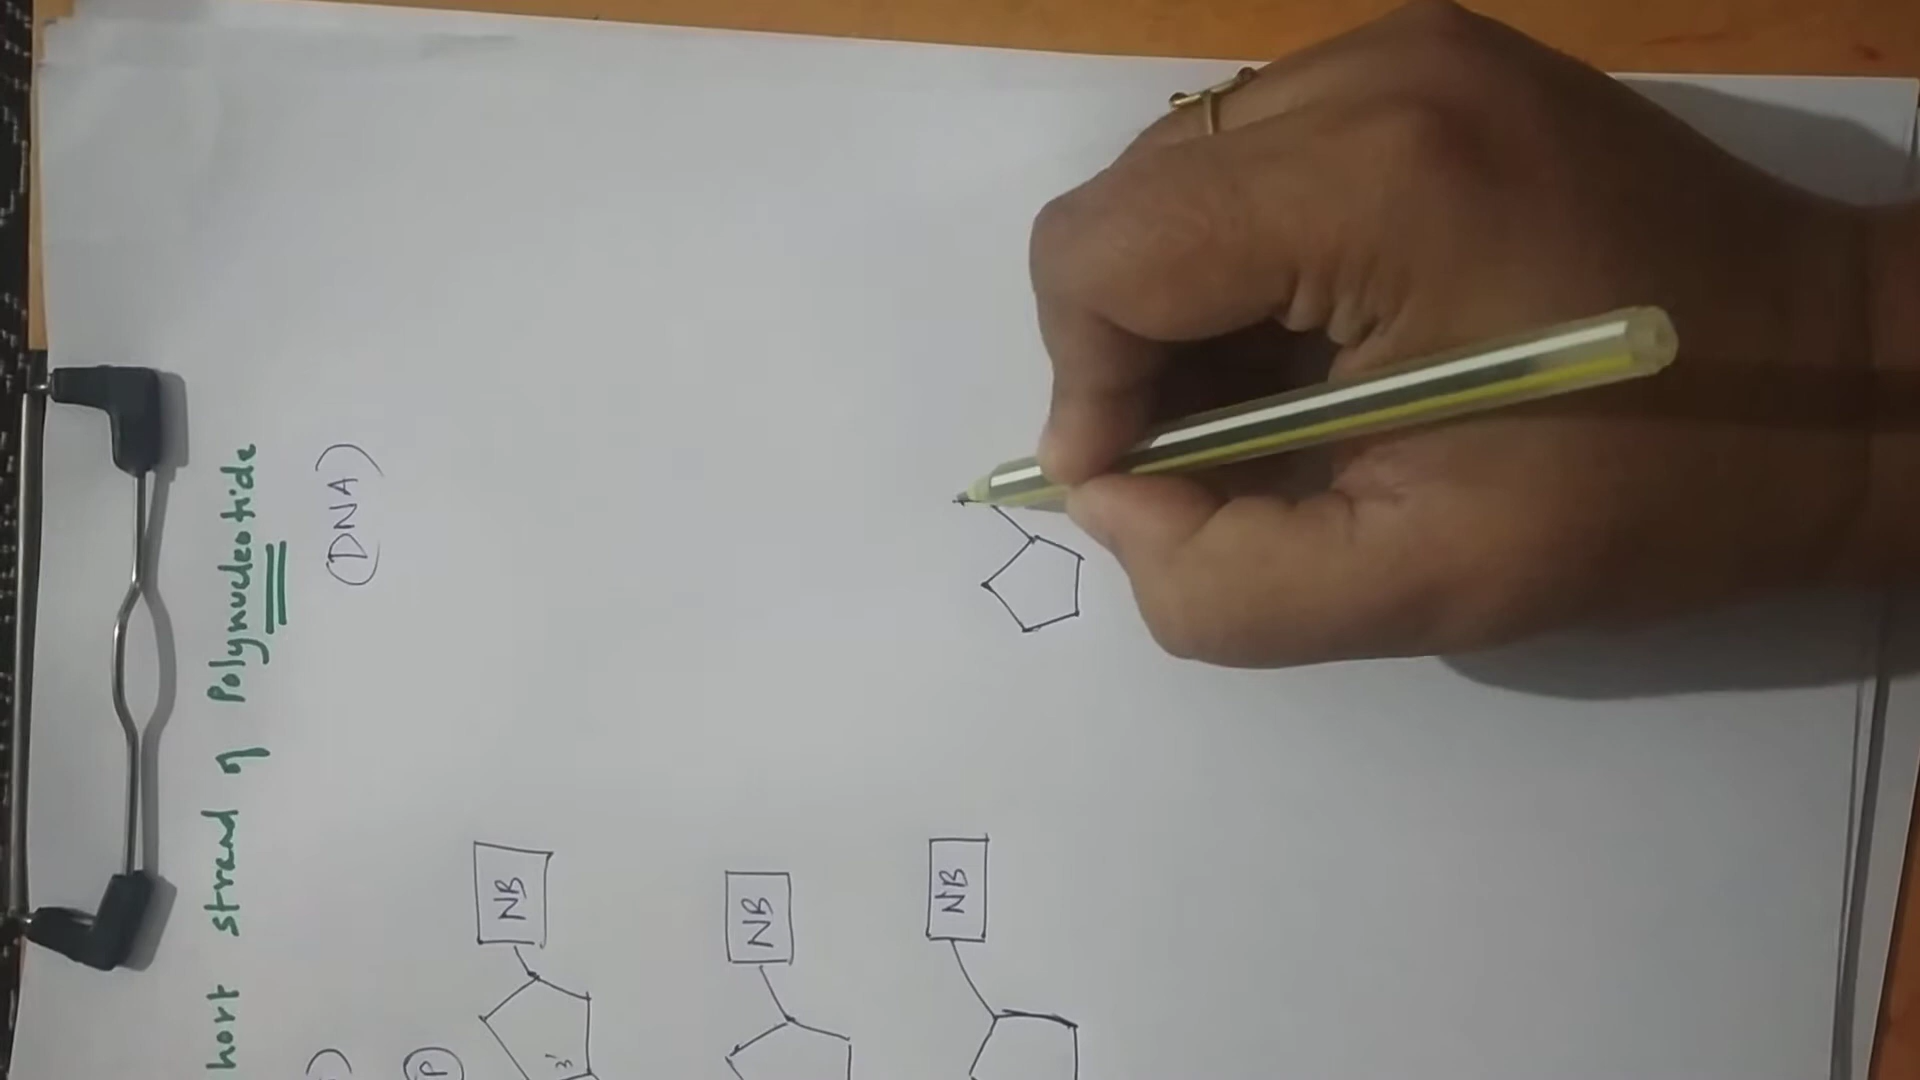 hort strand of Polynucleotide
(DNA)
)
P
NB
3'
NB
NB